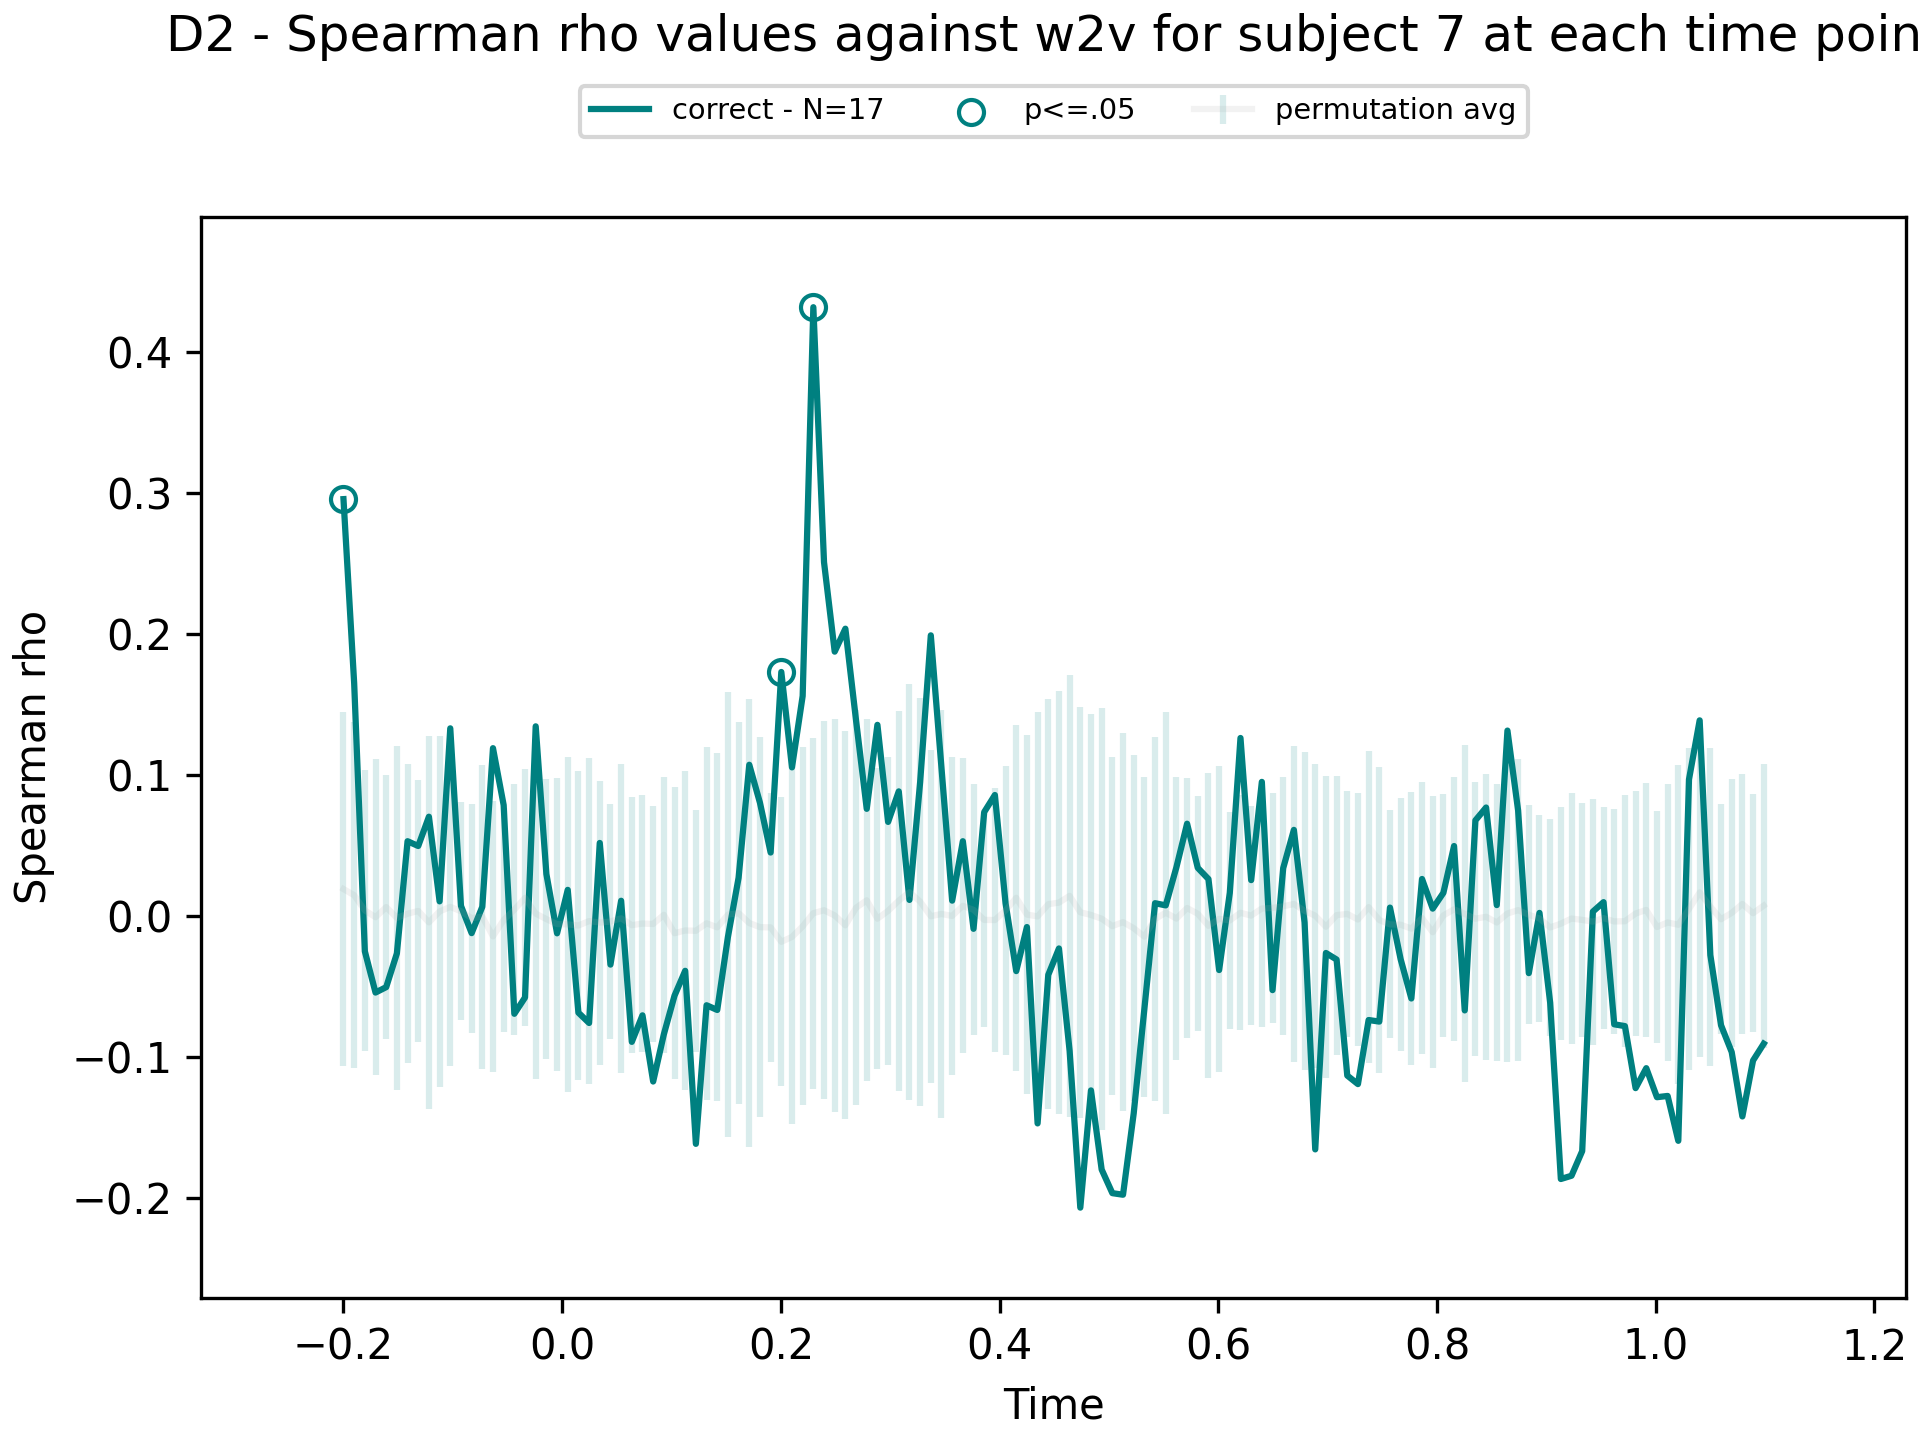 D2 - Spearman rho values against w2v for subject 7 at each time poin
correct - N=17 p<=.05 permutation avg
0.4
0.3
0.2
0.1
0.0
−0.1
−0.2
Spearman rho
−0.2 0.0 0.2 0.4 0.6 0.8 1.0 1.2
Time